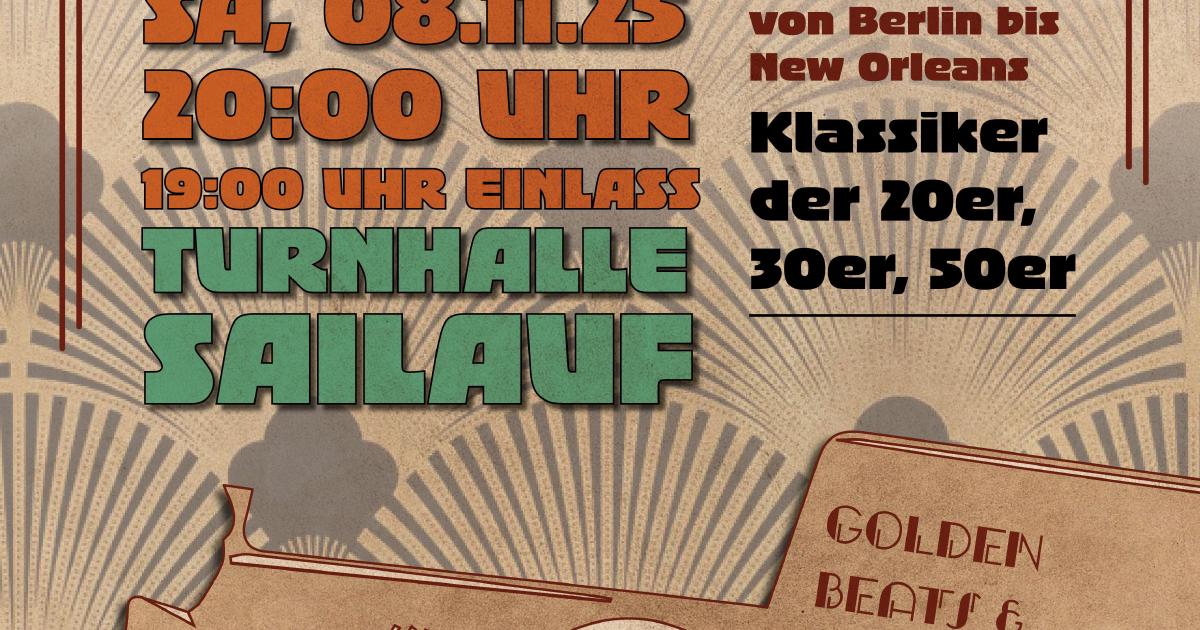 SA, 08.11.25
20:00 UHR
19:00 UHR EINLASS
TURNHALLE
SAILAUF
von Berlin bis
New Orleans
Klassiker
der 20er,
30er, 50er
GOLDEN
BEATS &